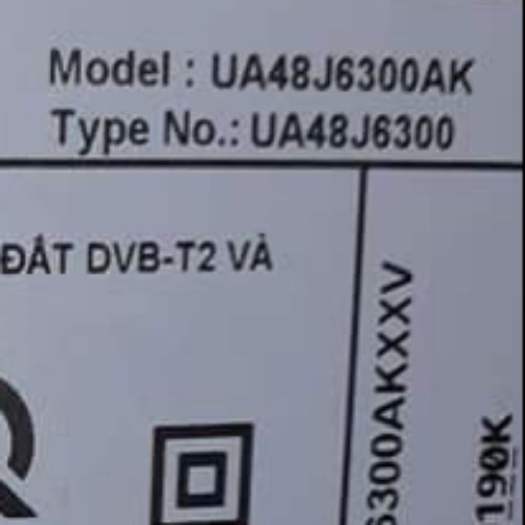 Model : UA48J6300AK
Type No.: UA48J6300
ĐẤT DVB-T2 VÀ
6300AKXXV
190K